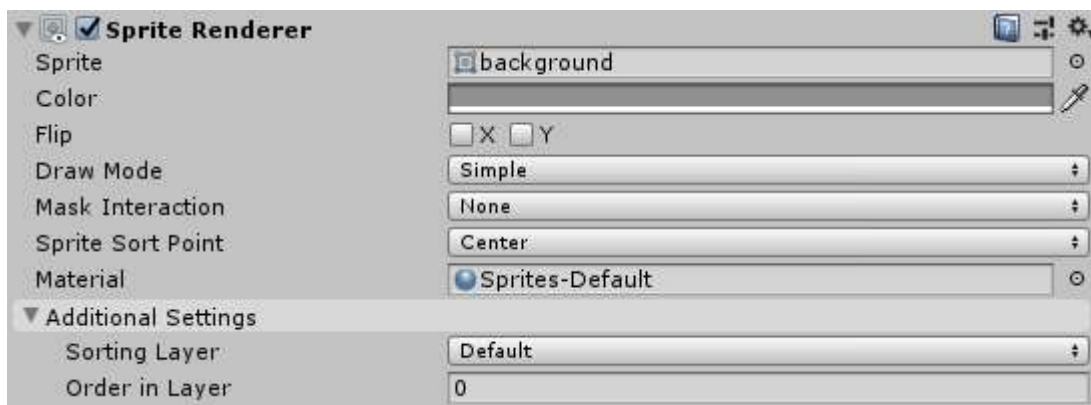 Sprite Renderer
Sprite background
Color
Flip X Y
Draw Mode Simple
Mask Interaction None
Sprite Sort Point Center
Material Sprites-Default
Additional Settings
Sorting Layer Default
Order in Layer 0